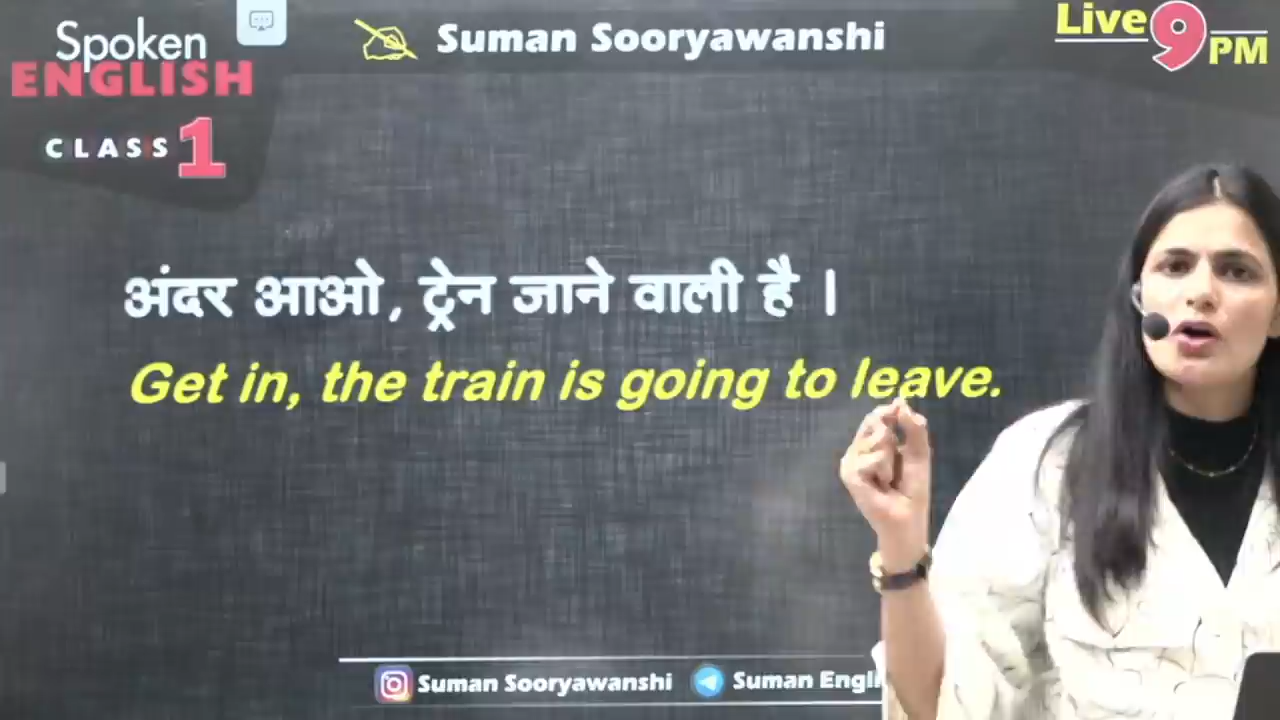 Spoken
ENGLISH
CLASS 1
Suman Sooryawanshi
Live 9 PM
अंदर आओ, ट्रेन जाने वाली है ।
Get in, the train is going to leave.
Suman Sooryawanshi
Suman